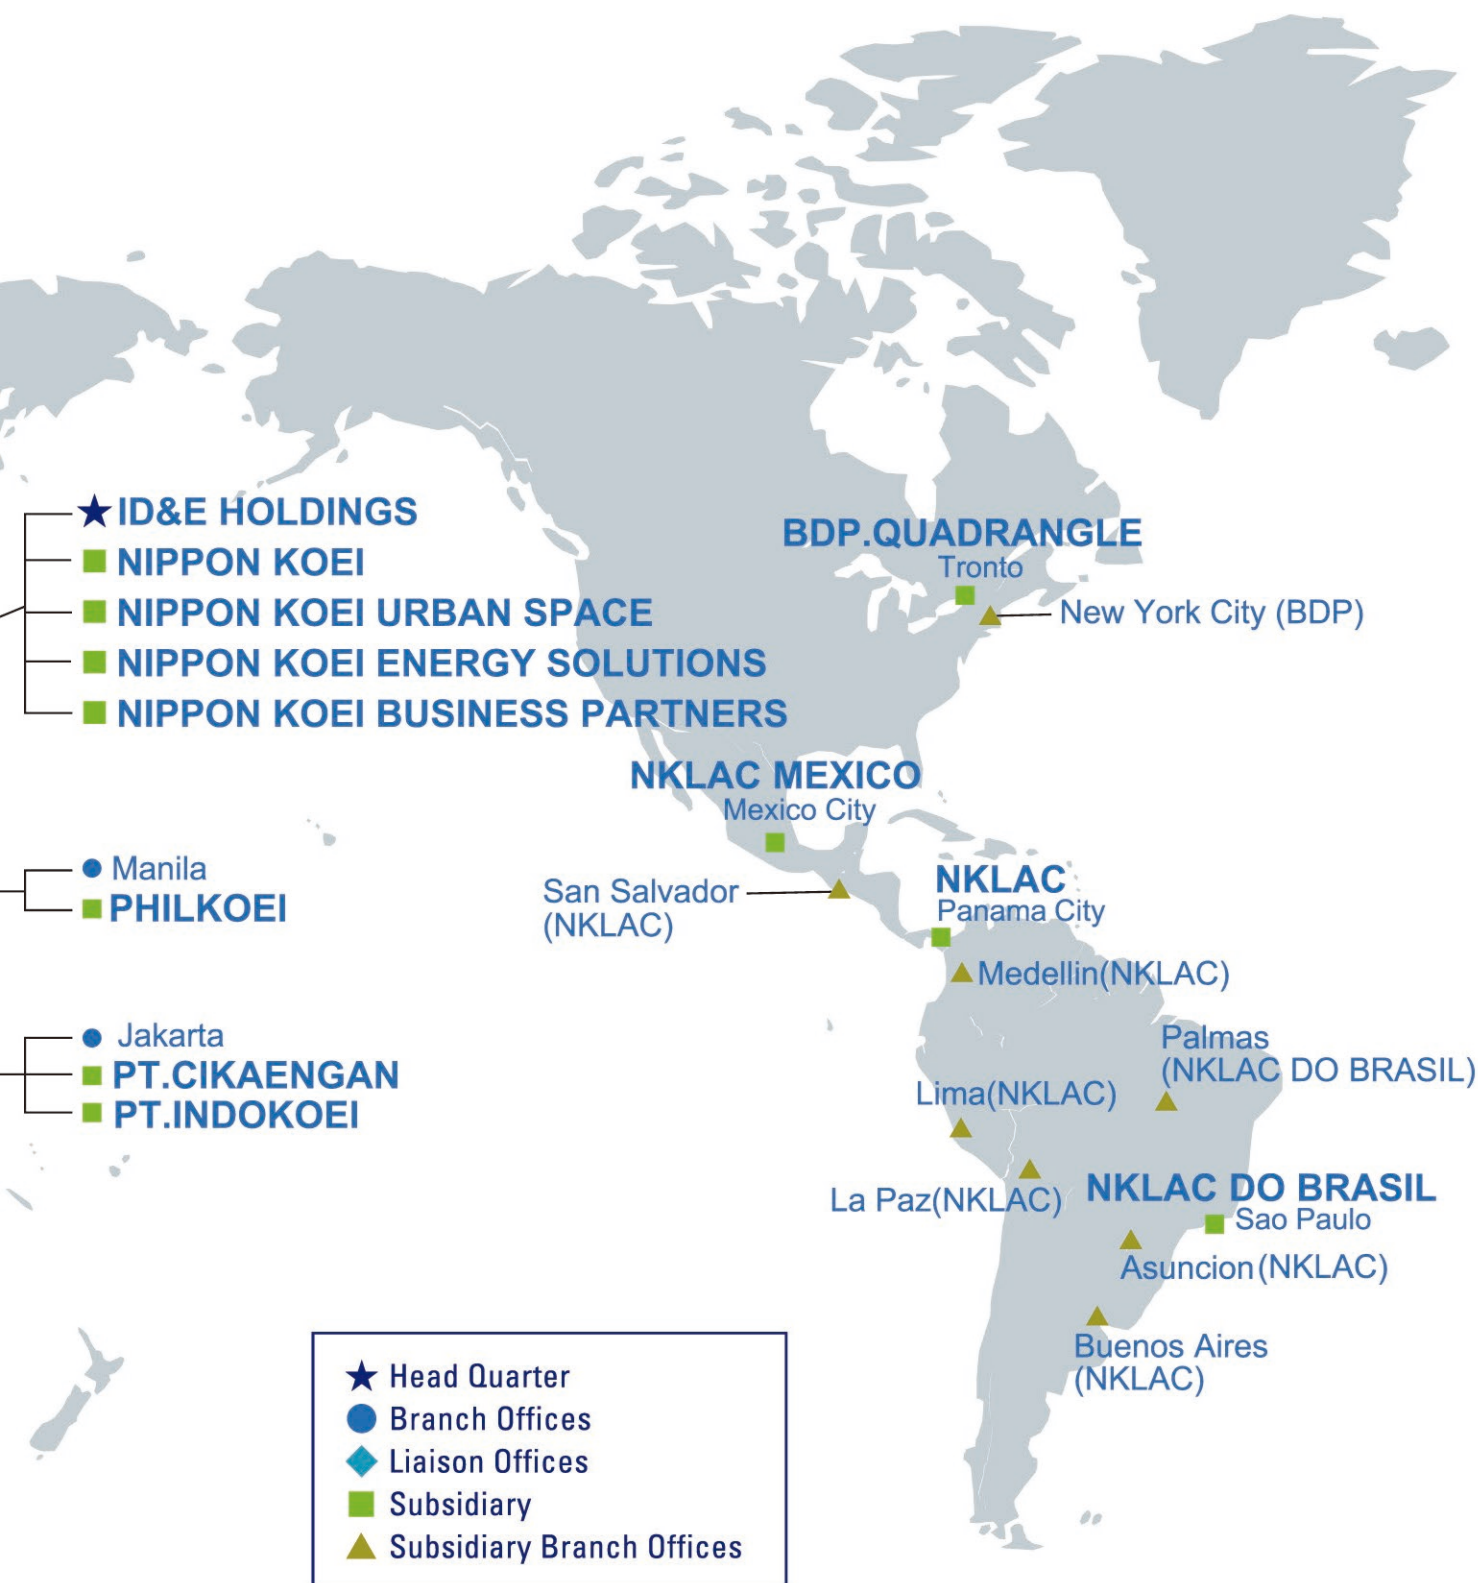 ID&E HOLDINGS
NIPPON KOEI
NIPPON KOEI URBAN SPACE
NIPPON KOEI ENERGY SOLUTIONS
NIPPON KOEI BUSINESS PARTNERS
BDP.QUADRANGLE
Tronto
New York City (BDP)
NKLAC MEXICO
Mexico City
Manila
PHILKOEI
San Salvador
(NKLAC)
NKLAC
Panama City
Medellin(NKLAC)
Jakarta
PT.CIKAENGAN
PT.INDOKOEI
Palmas
(NKLAC DO BRASIL)
Lima(NKLAC)
La Paz(NKLAC)
NKLAC DO BRASIL
Sao Paulo
Asuncion(NKLAC)
Buenos Aires
(NKLAC)
Head Quarter
Branch Offices
Liaison Offices
Subsidiary
Subsidiary Branch Offices